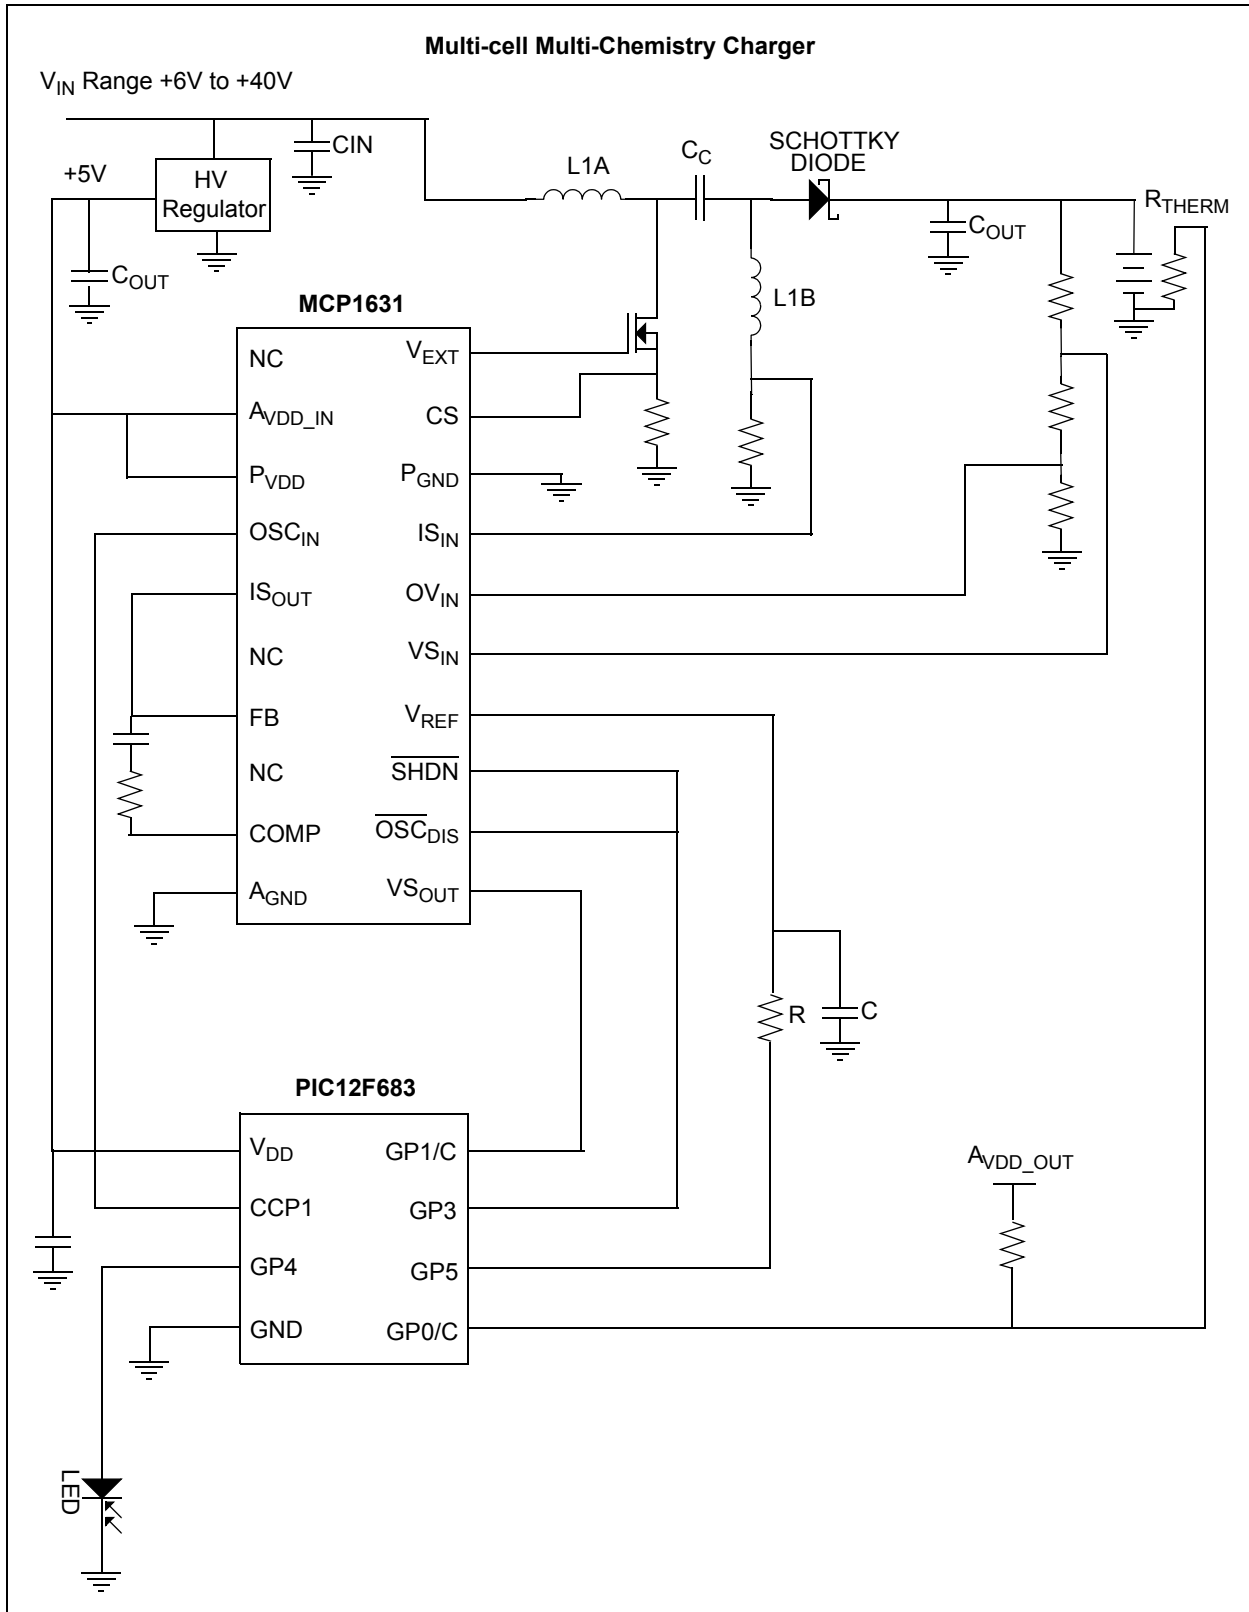 Multi-cell Multi-Chemistry Charger
VIN Range +6V to +40V
CIN
+5V
HV
Regulator
COUT
L1A
CC
SCHOTTKY
DIODE
COUT
RTHERM
L1B
MCP1631
NC
VEXT
AVDD_IN
CS
PVDD
PGND
OSCIN
ISIN
ISOUT
OVIN
NC
VSIN
FB
VREF
NC
SHDN
COMP
OSCDIS
AGND
VSOUT
R
C
PIC12F683
VDD
GP1/C
CCP1
GP3
GP4
GP5
GND
GP0/C
AVDD_OUT
LED